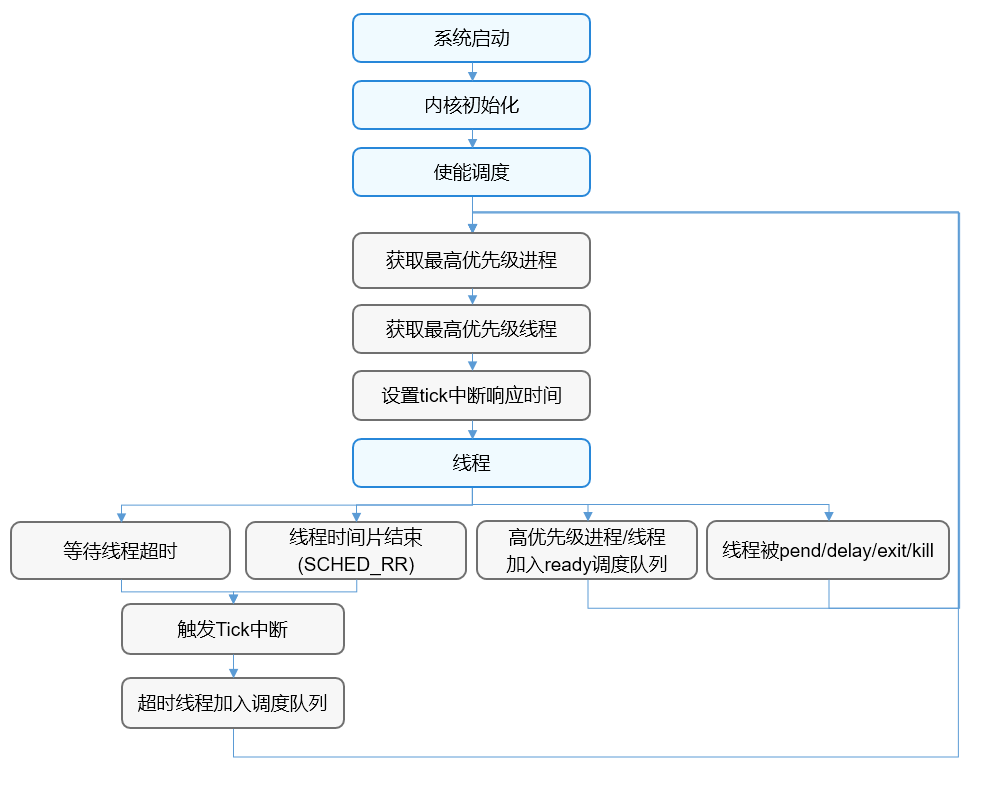 系统启动
内核初始化
使能调度
获取最高优先级进程
获取最高优先级线程
设置tick中断响应时间
线程
等待线程超时
线程时间片结束
(SCHED_RR)
高优先级进程/线程
加入ready调度队列
线程被pend/delay/exit/kill
触发Tick中断
超时线程加入调度队列